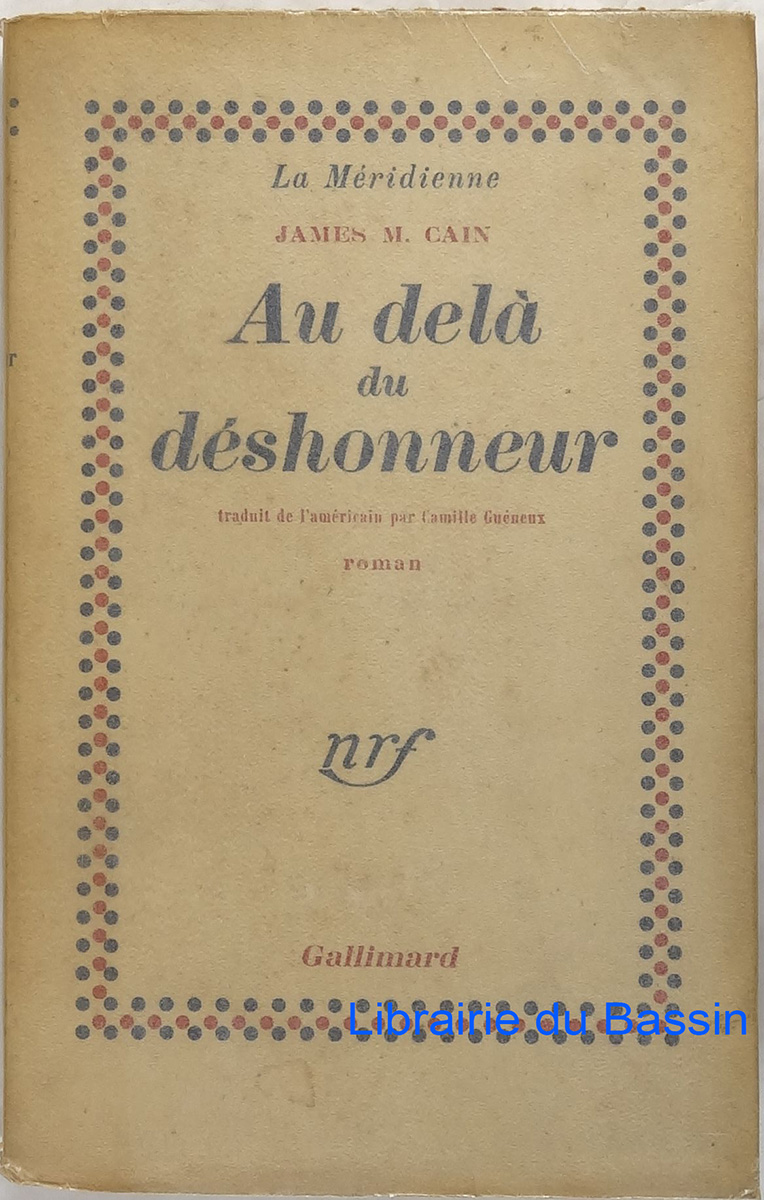 La Méridienne
JAMES M. CAIN
Au delà
du
déshonneur
traduit de l'américain par Camille Guéneux
roman
nrf
Gallimard
Librairie du Bassin